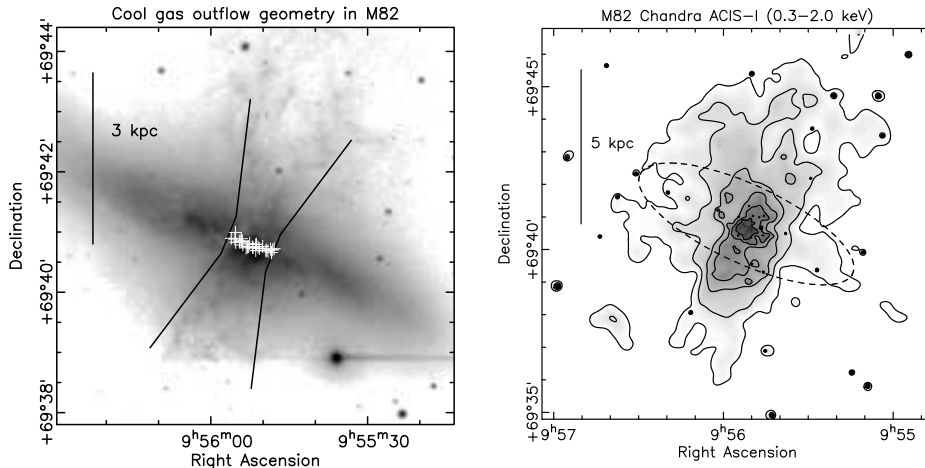 Cool gas outflow geometry in M82
+69°44'
+69°42'
+69°40'
+69°38'
Declination
3 kpc
9ʰ56ᵐ00ˢ
9ʰ55ᵐ30ˢ
Right Ascension
M82 Chandra ACIS-I (0.3-2.0 keV)
+69°45'
+69°40'
+69°35'
Declination
5 kpc
+9ʰ57
9ʰ56
9ʰ55
Right Ascension